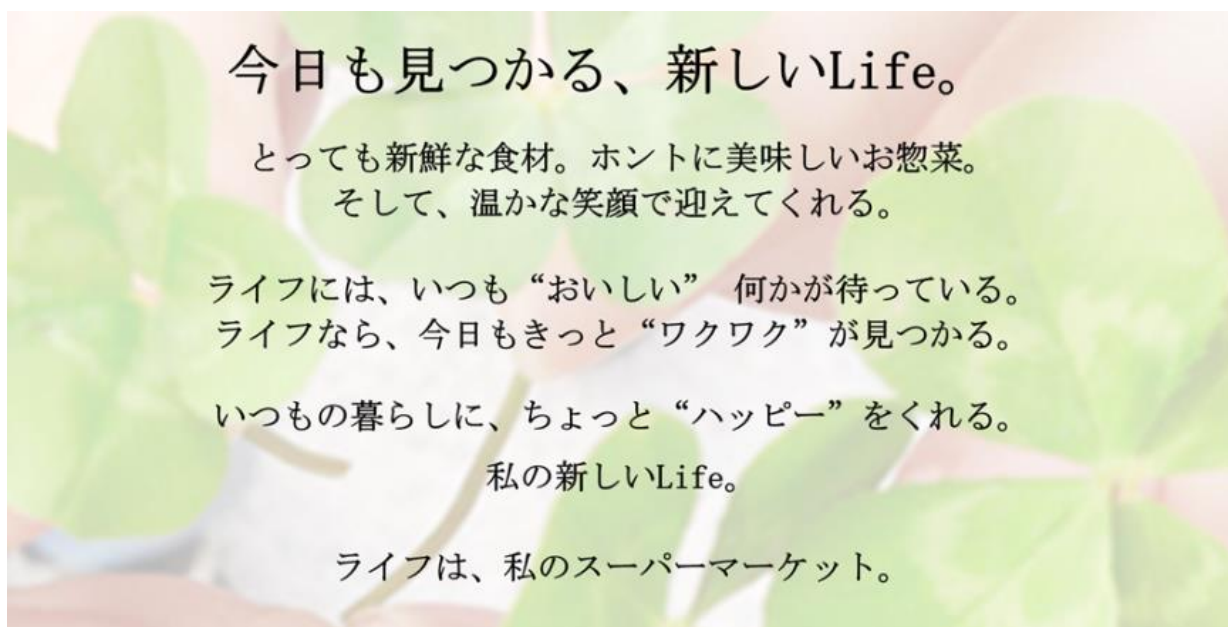 今日も見つかる、新しいLife。
とっても新鮮な食材。ホントに美味しいお惣菜。
そして、温かな笑顔で迎えてくれる。
ライフには、いつも“おいしい” 何かが待っている。
ライフなら、今日もきっと“ワクワク”が見つかる。
いつもの暮らしに、ちょっと“ハッピー”をくれる。
私の新しいLife。
ライフは、私のスーパーマーケット。